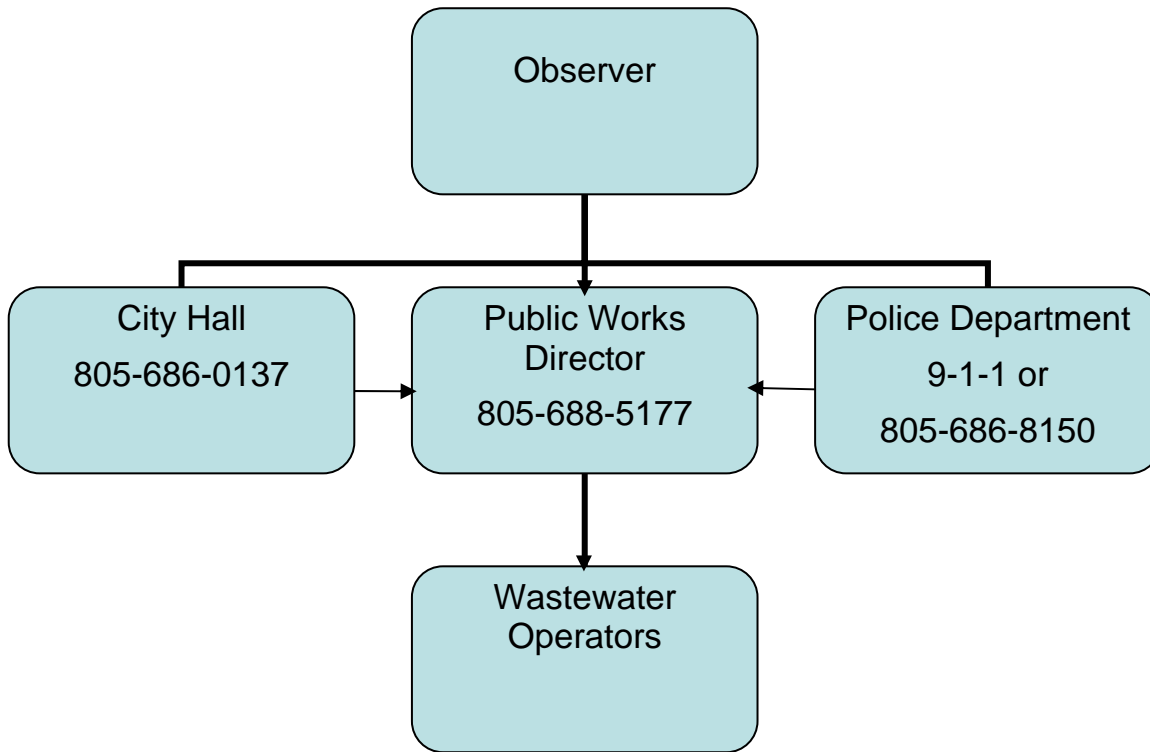 Observer
City Hall
805-686-0137
Public Works
Director
805-688-5177
Police Department
9-1-1 or
805-686-8150
Wastewater
Operators